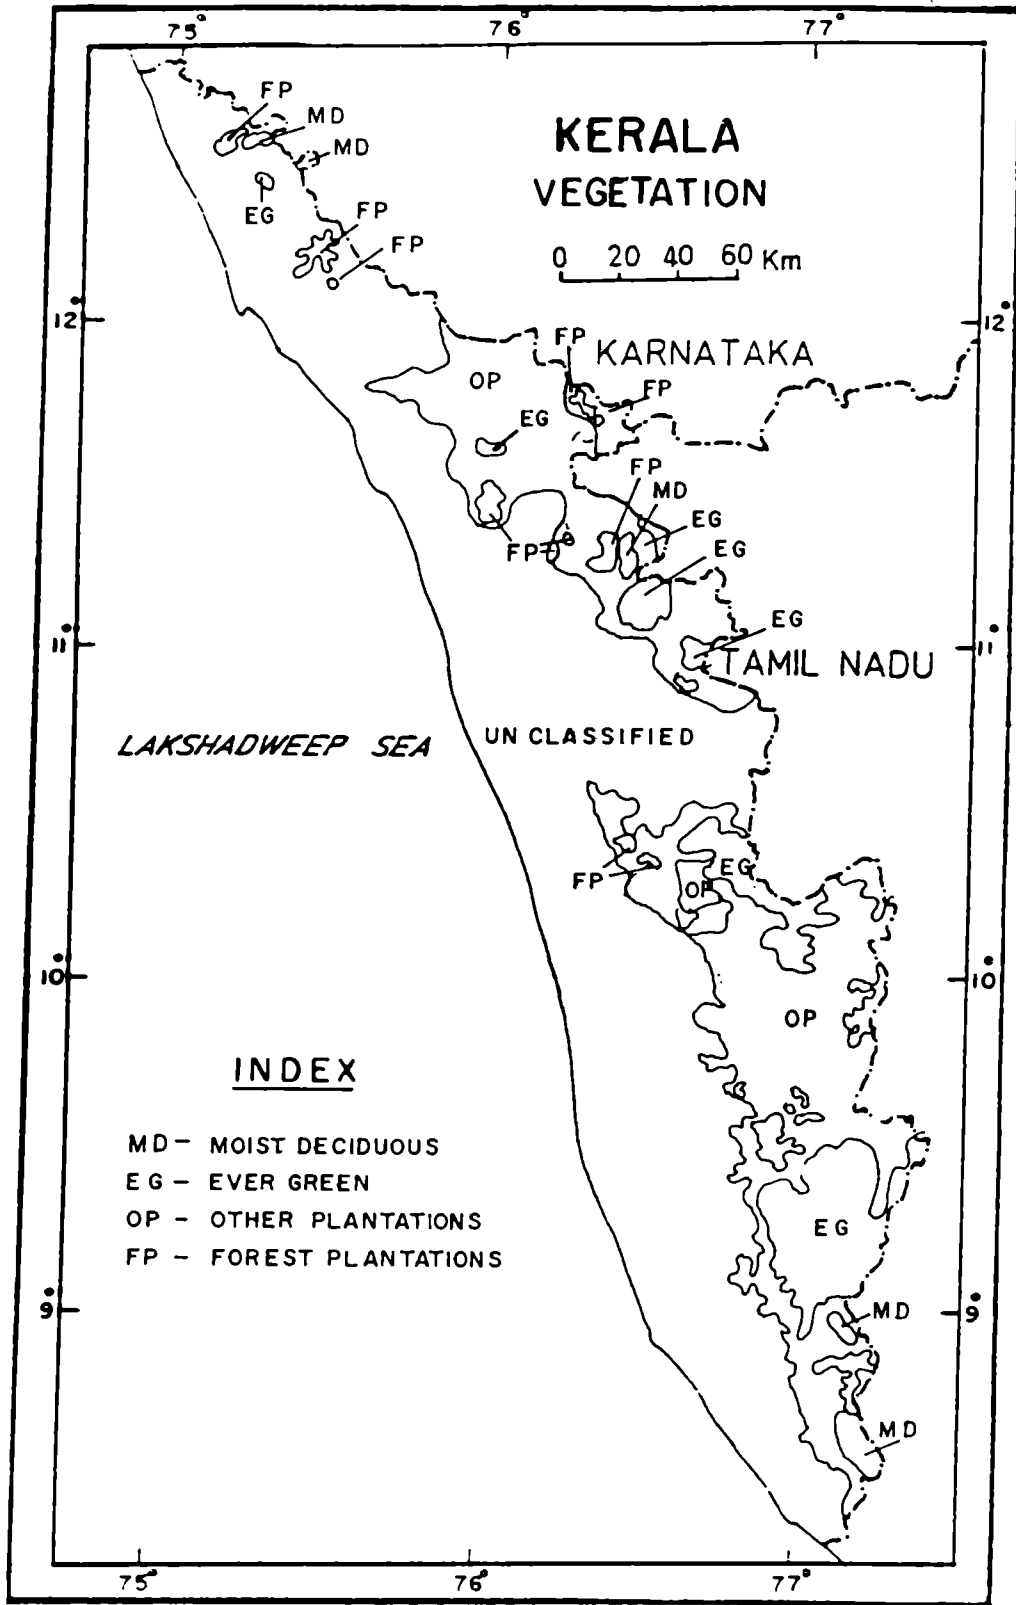 75° 76° 77°
FP
MD
KERALA
MD
VEGETATION
EG
FP
FP
0 20 40 60 Km
12° 12°
FP
KARNATAKA
OP
FP
EG
FP
MD
EG
FP
EG
EG
11° 11°
TAMIL NADU
UNCLASSIFIED
LAKSHADWEEP SEA
EG
FP
OP
10° 10°
OP
INDEX
MD - MOIST DECIDUOUS
EG - EVER GREEN
OP - OTHER PLANTATIONS
EG
FP - FOREST PLANTATIONS
9° 9°
MD
MD
75° 76° 77°